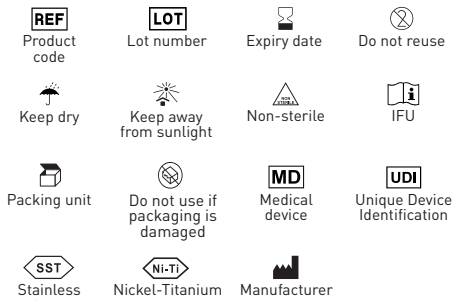 REF LOT
Product code Lot number Expiry date Do not reuse
Keep dry Keep away from sunlight NON STERILE Non-sterile i IFU
Packing unit Do not use if packaging is damaged MD Medical device UDI Unique Device Identification
SST Stainless Ni-Ti Nickel-Titanium Manufacturer